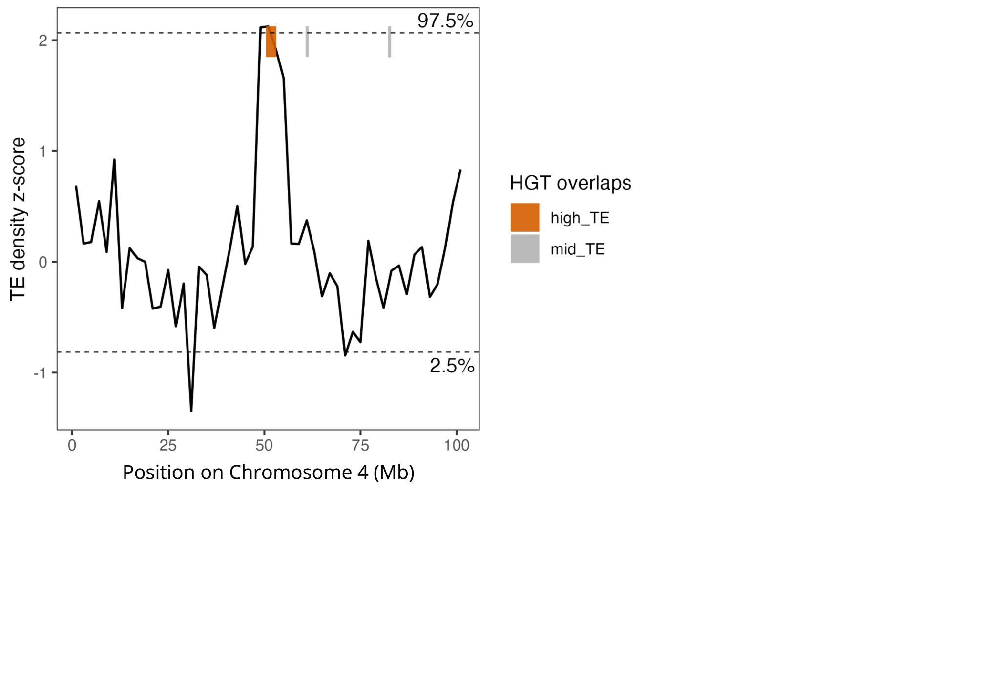 97.5%
2
1
0
-1
TE density z-score
2.5%
0 25 50 75 100
Position on Chromosome 4 (Mb)
HGT overlaps
high_TE
mid_TE